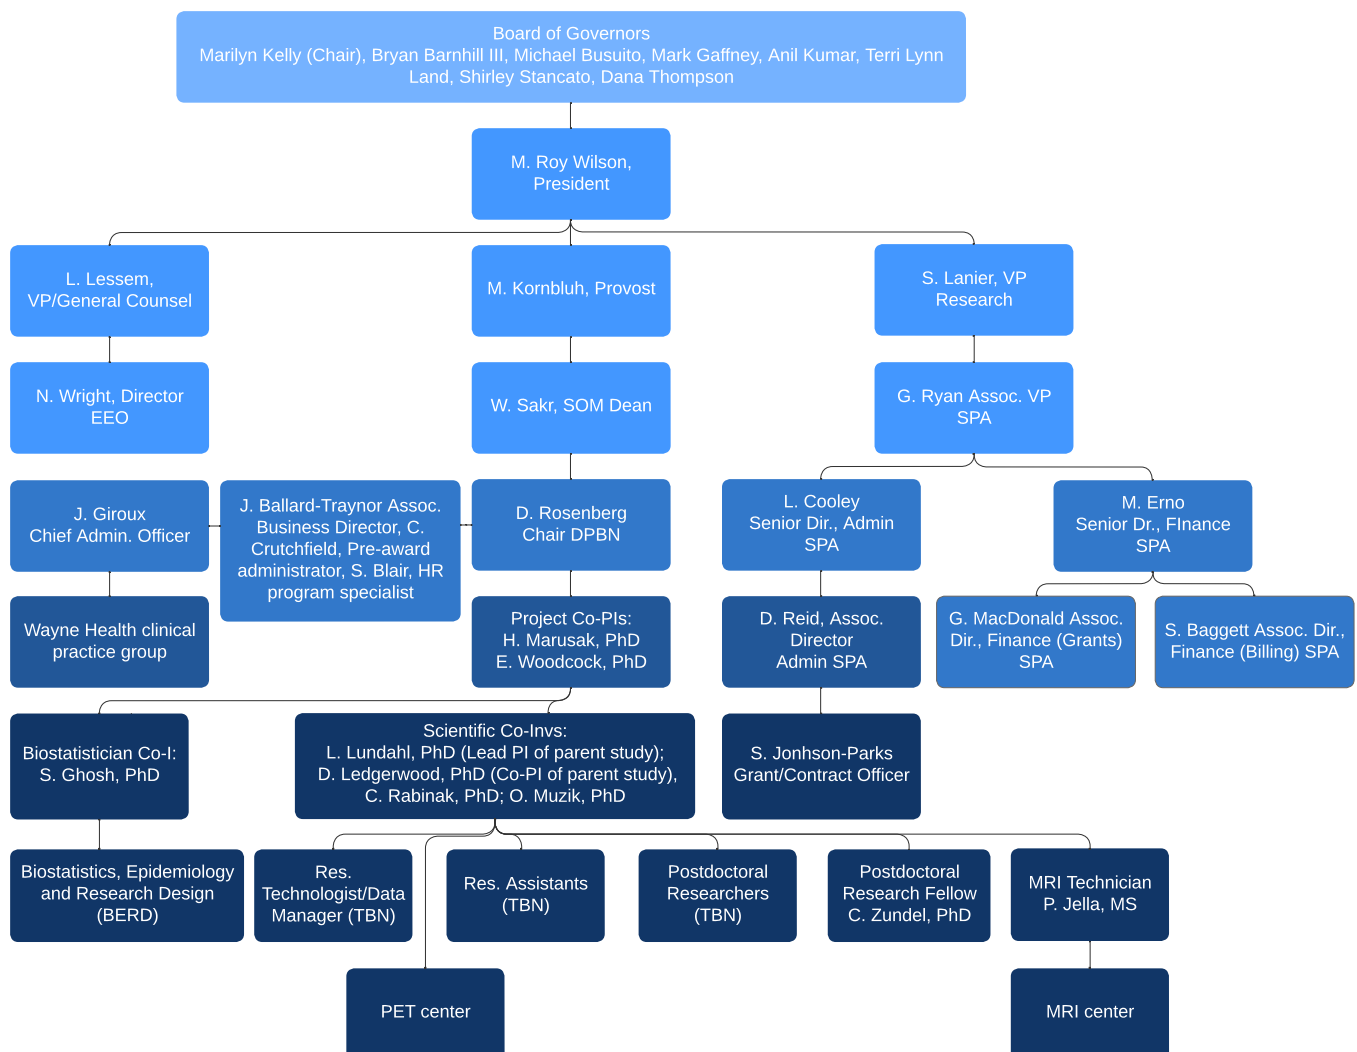 Board of Governors
Marilyn Kelly (Chair), Bryan Barnhill III, Michael Busuito, Mark Gaffney, Anil Kumar, Terri Lynn
Land, Shirley Stancato, Dana Thompson
M. Roy Wilson,
President
L. Lessem,
VP/General Counsel
M. Kornbluh, Provost
S. Lanier, VP
Research
N. Wright, Director
EEO
W. Sakr, SOM Dean
G. Ryan Assoc. VP
SPA
J. Giroux
Chief Admin. Officer
J. Ballard-Traynor Assoc.
Business Director, C.
Crutchfield, Pre-award
administrator, S. Blair, HR
program specialist
D. Rosenberg
Chair DPBN
L. Cooley
Senior Dir., Admin
SPA
M. Erno
Senior Dr., FInance
SPA
Wayne Health clinical
practice group
Project Co-PIs:
H. Marusak, PhD
E. Woodcock, PhD
D. Reid, Assoc.
Director
Admin SPA
G. MacDonald Assoc.
Dir., Finance (Grants)
SPA
S. Baggett Assoc. Dir.,
Finance (Billing) SPA
Biostatistician Co-I:
S. Ghosh, PhD
Scientific Co-Invs:
L. Lundahl, PhD (Lead PI of parent study);
D. Ledgerwood, PhD (Co-PI of parent study),
C. Rabinak, PhD; O. Muzik, PhD
S. Jonhson-Parks
Grant/Contract Officer
Biostatistics, Epidemiology
and Research Design
(BERD)
Res.
Technologist/Data
Manager (TBN)
Res. Assistants
(TBN)
Postdoctoral
Researchers
(TBN)
Postdoctoral
Research Fellow
C. Zundel, PhD
MRI Technician
P. Jella, MS
PET center
MRI center